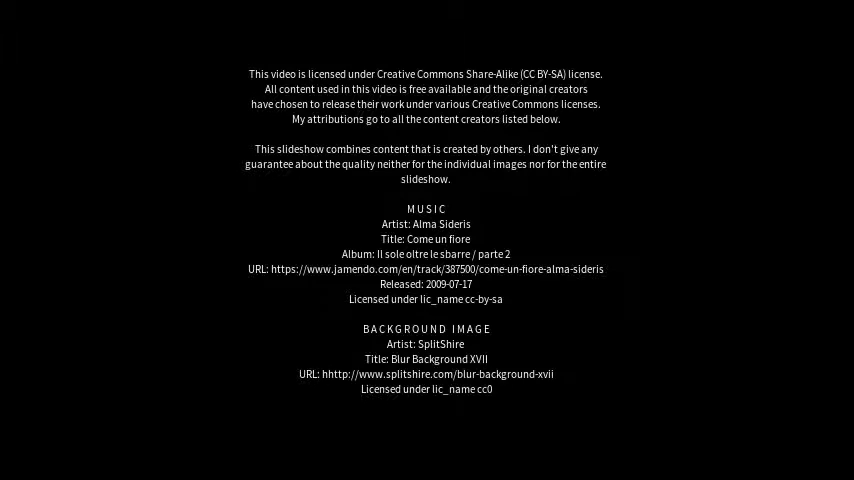 This video is licensed under Creative Commons Share-Alike (CC BY-SA) license.
All content used in this video is free available and the original creators
have chosen to release their work under various Creative Commons licenses.
My attributions go to all the content creators listed below.
This slideshow combines content that is created by others. I don't give any
guarantee about the quality neither for the individual images nor for the entire
slideshow.
MUSIC
Artist: Alma Sideris
Title: Come un fiore
Album: Il sole oltre le sbarre / parte 2
URL: https://www.jamendo.com/en/track/387500/come-un-fiore-alma-sideris
Released: 2009-07-17
Licensed under lic_name cc-by-sa
BACKGROUND IMAGE
Artist: SplitShire
Title: Blur Background XVII
URL: hhttp://www.splitshire.com/blur-background-xvii
Licensed under lic_name cc0